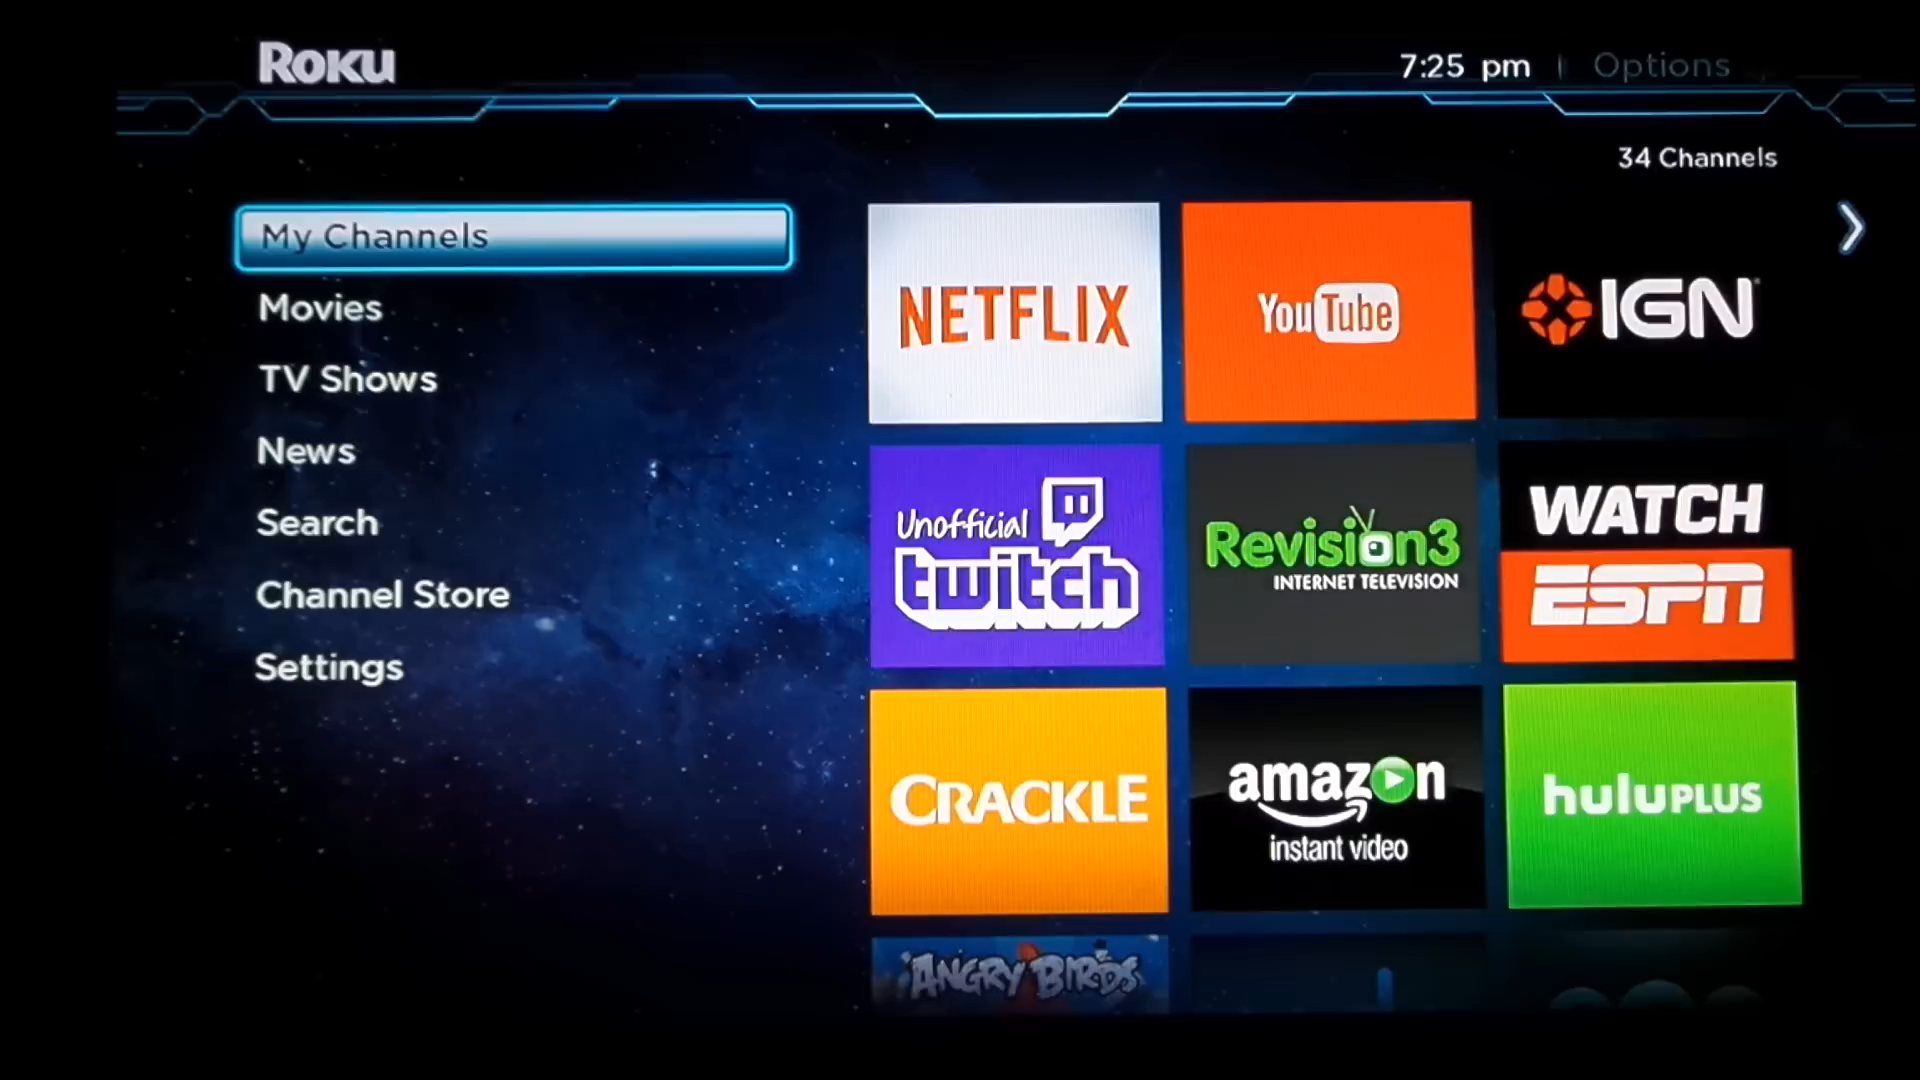 Roku
7:25 pm | Options
34 Channels
My Channels
Movies
TV Shows
News
Search
Channel Store
Settings
NETFLIX
YouTube
IGN
Unofficial
twitch
Revision3
INTERNET TELEVISION
WATCH
ESPN
CRACKLE
amazon
instant video
huluPLUS
ANGRY BIRDS